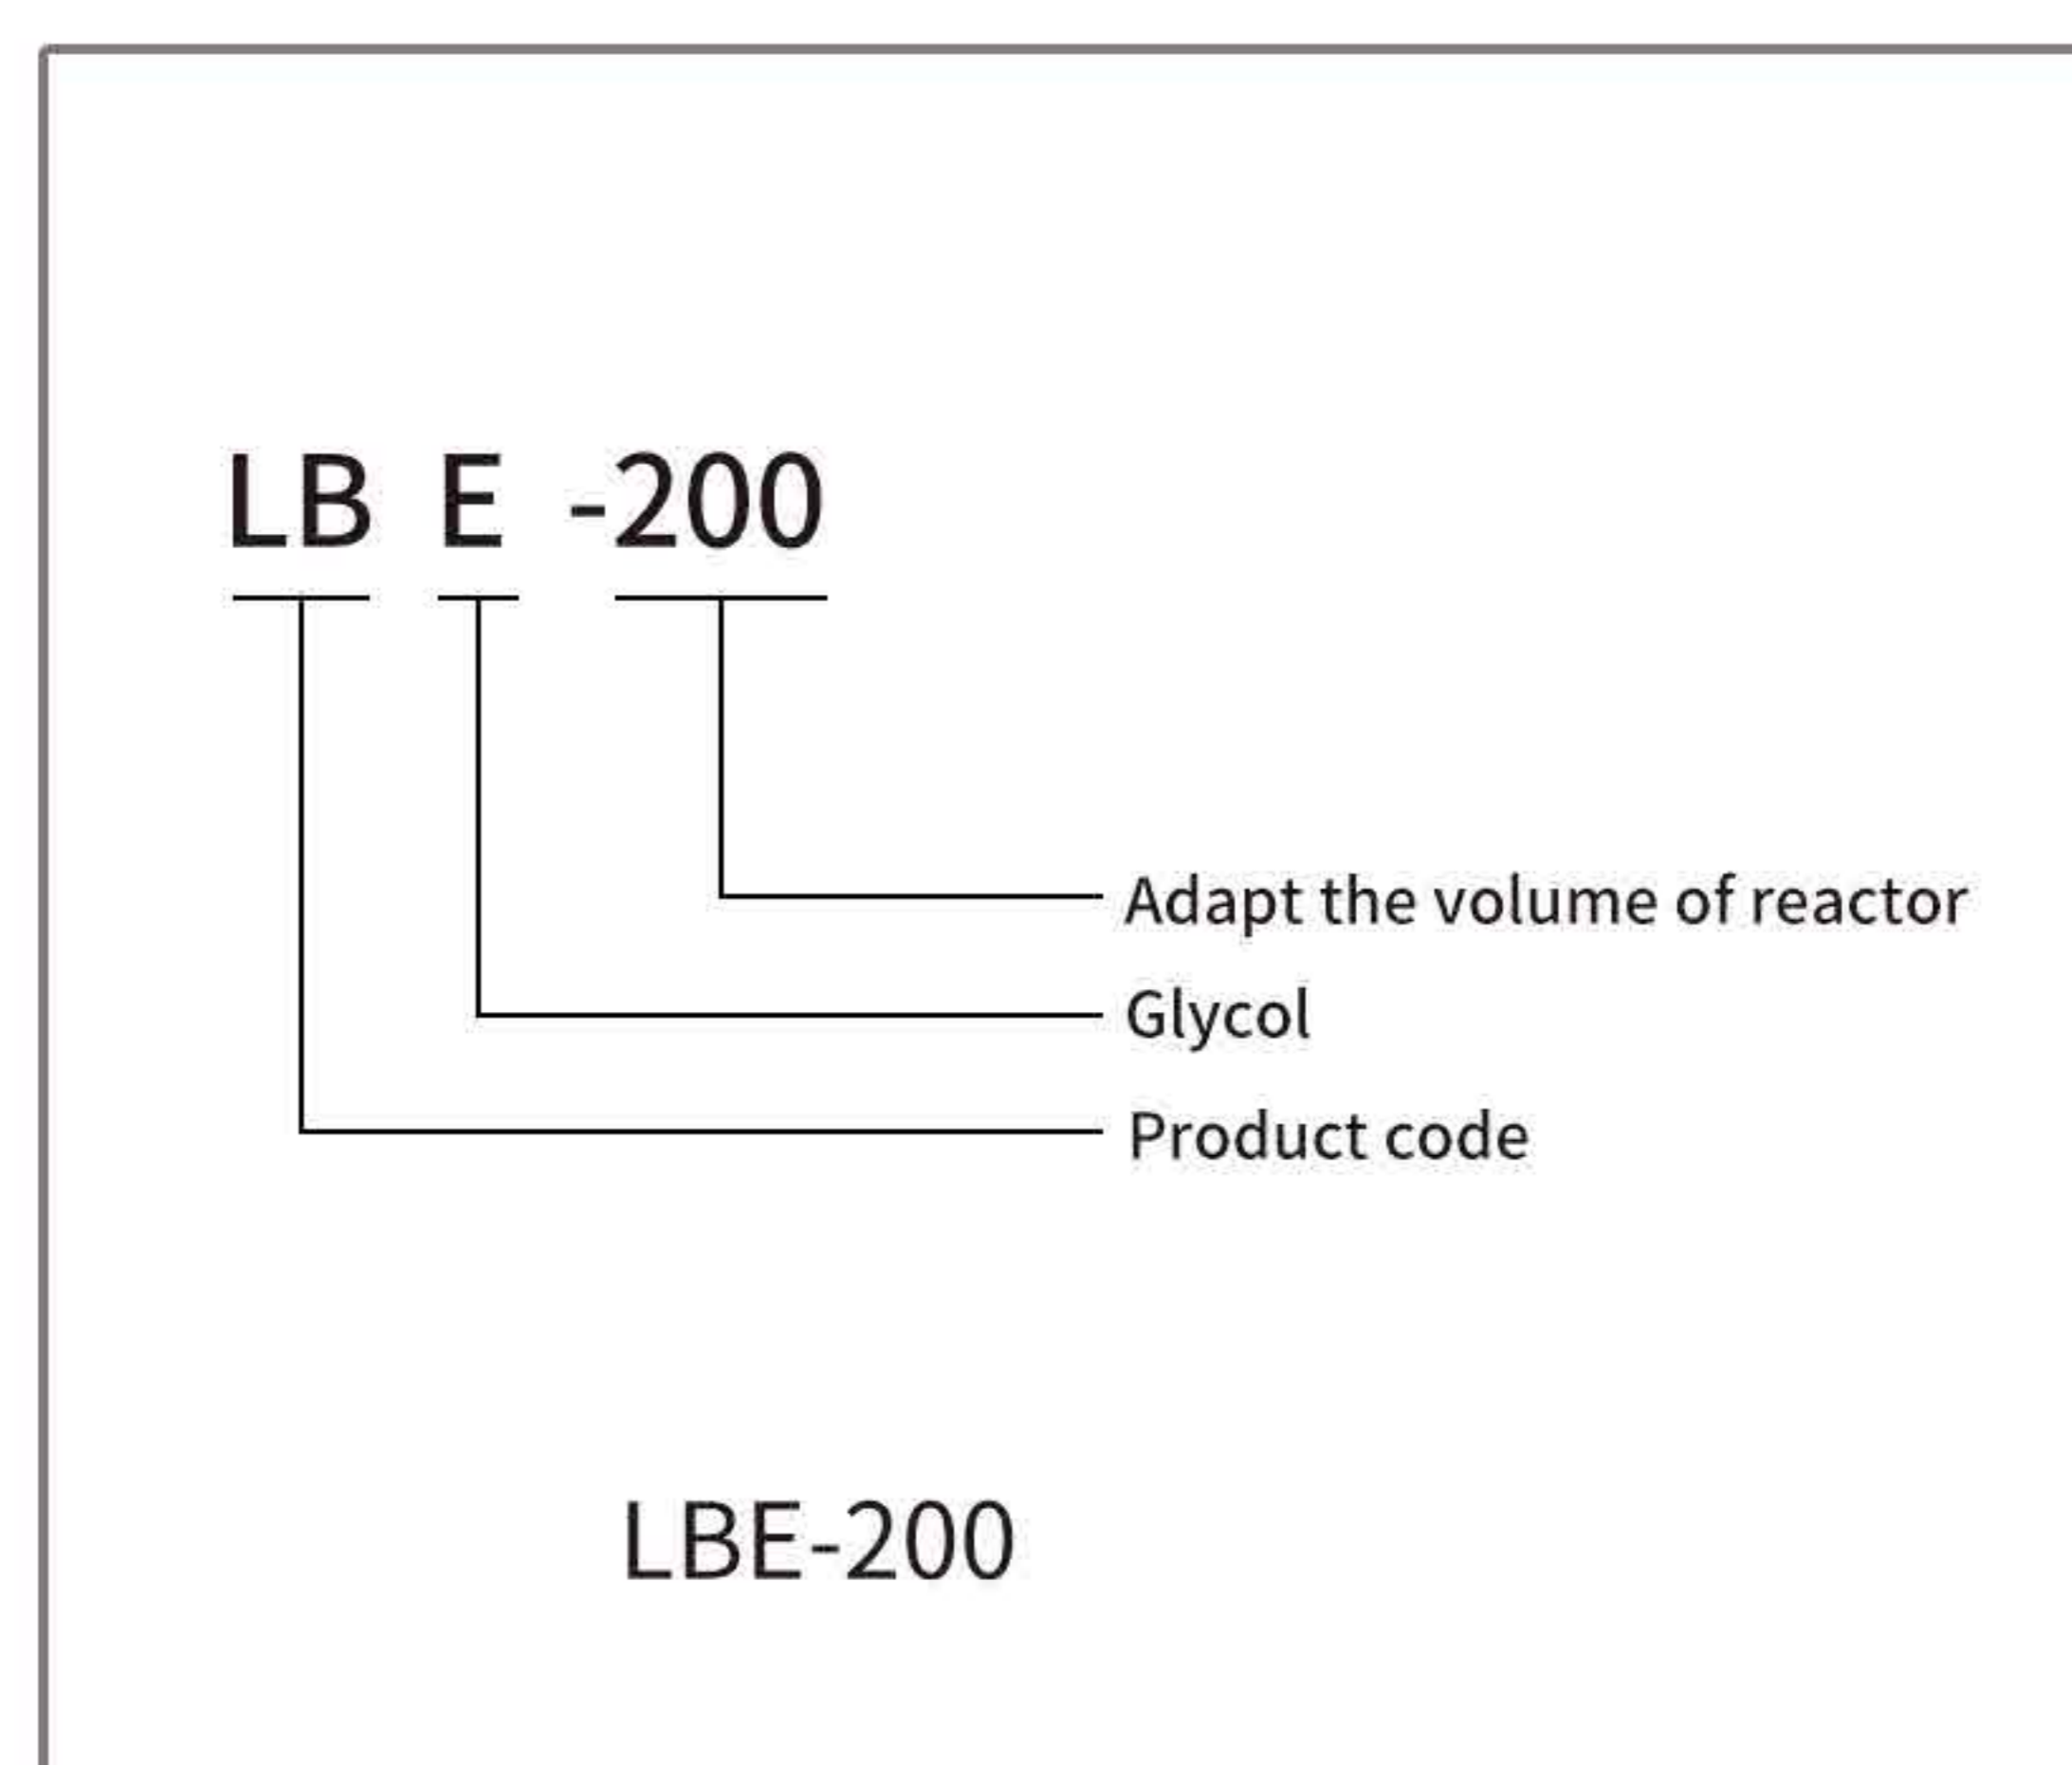 LB E -200
Adapt the volume of reactor
Glycol
Product code
LBE-200